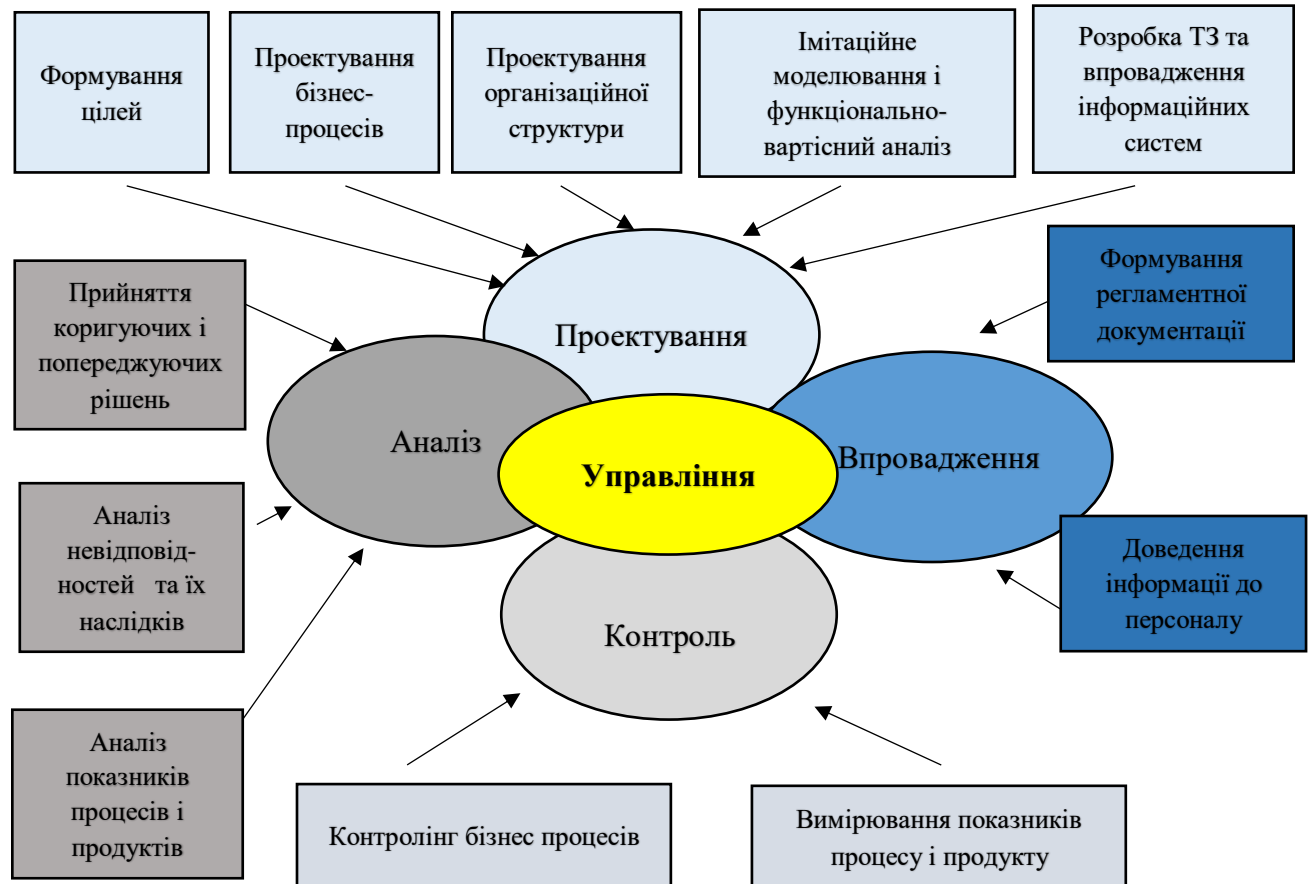 Формування
цілей
Проектування
бізнес-
процесів
Проектування
організаційної
структури
Імітаційне
моделювання і
функціонально-
вартісний аналіз
Розробка ТЗ та
впровадження
інформаційних
систем
Прийняття
коригуючих і
попереджуючих
рішень
Проектування
Формування
регламентної
документації
Аналіз
Управління
Впровадження
Аналіз
невідповід-
ностей та їх
наслідків
Доведення
інформації до
персоналу
Контроль
Аналіз
показників
процесів і
продуктів
Контролінг бізнес процесів
Вимірювання показників
процесу і продукту